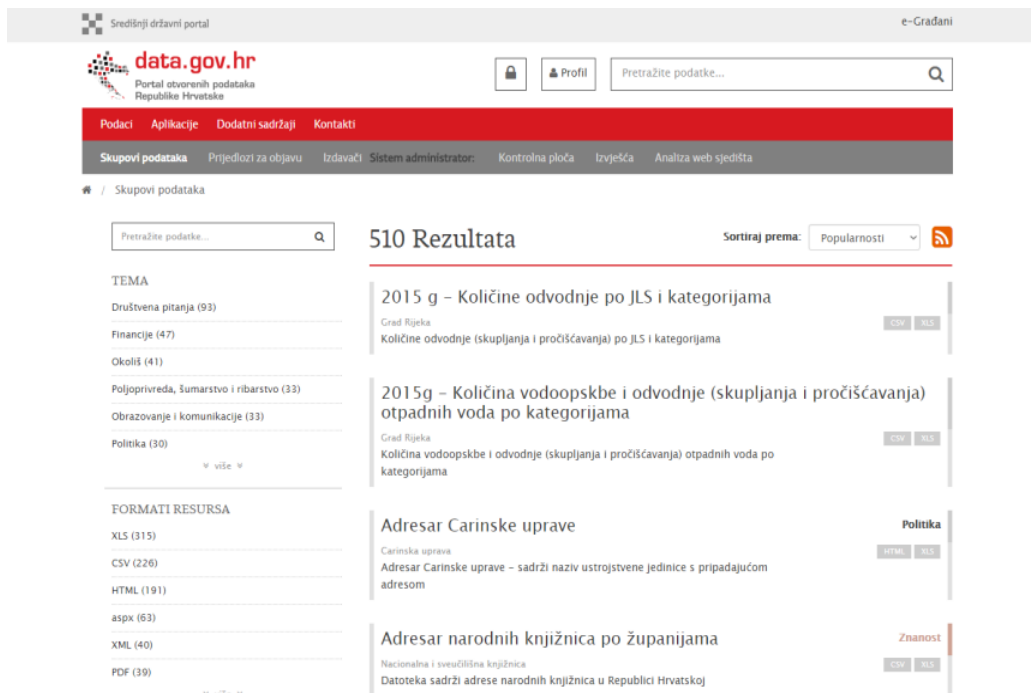 Središnji državni portal
e-Građani
data.gov.hr
Portal otvorenih podataka
Republike Hrvatske
Profil
Pretražite podatke...
Podaci Aplikacije Dodatni sadržaji Kontakti
Skupovi podataka Prijedlozi za objavu Izdavači Sistem administrator: Kontrolna ploča Izvješća Analiza web sjedišta
/ Skupovi podataka
Pretražite podatke...
TEMA
Društvena pitanja (93)
Financije (47)
Okoliš (41)
Poljoprivreda, šumarstvo i ribarstvo (33)
Obrazovanje i komunikacije (33)
Politika (30)
više
FORMATI RESURSA
XLS (315)
CSV (226)
HTML (191)
aspx (63)
XML (40)
PDF (39)
510 Rezultata
Sortiraj prema: Popularnosti
2015 g – Količine odvodnje po JLS i kategorijama
Grad Rijeka
CSV XLS
Količine odvodnje (skupljanja i pročišćavanja) po JLS i kategorijama
2015g – Količina vodoopskbe i odvodnje (skupljanja i pročišćavanja)
otpadnih voda po kategorijama
Grad Rijeka
CSV XLS
Količina vodoopskbe i odvodnje (skupljanja i pročišćavanja) otpadnih voda po
kategorijama
Adresar Carinske uprave
Politika
Carinska uprava
HTML XLS
Adresar Carinske uprave – sadrži naziv ustrojstvene jedinice s pripadajućom
adresom
Adresar narodnih knjižnica po županijama
Znanost
Nacionalna i sveučilišna knjižnica
CSV XLS
Datoteka sadrži adrese narodnih knjižnica u Republici Hrvatskoj